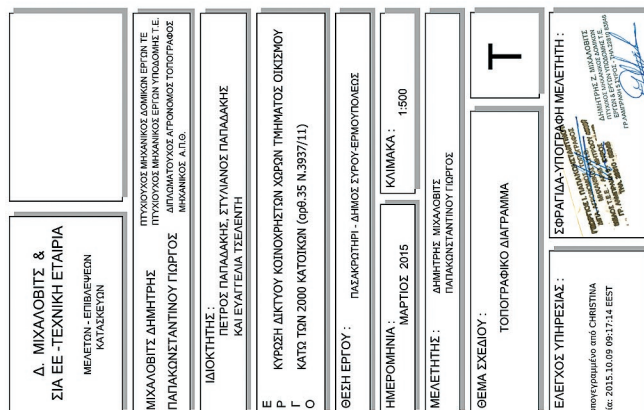 Δ. ΜΙΧΑΛΟΒΙΤΣ &
ΣΙΑ ΕΕ -ΤΕΧΝΙΚΗ ΕΤΑΙΡΙΑ
ΜΕΛΕΤΩΝ - ΕΠΙΒΛΕΨΕΩΝ
ΚΑΤΑΣΚΕΥΩΝ
ΜΙΧΑΛΟΒΙΤΣ ΔΗΜΗΤΡΗΣ
ΠΑΠΑΚΩΝΣΤΑΝΤΙΝΟΥ ΓΙΩΡΓΟΣ
ΠΤΥΧΙΟΥΧΟΣ ΜΗΧΑΝΙΚΟΣ ΔΟΜΙΚΩΝ ΕΡΓΩΝ ΤΕ
ΠΤΥΧΙΟΥΧΟΣ ΜΗΧΑΝΙΚΟΣ ΕΡΓΩΝ ΥΠΟΔΟΜΗΣ Τ.Ε.
ΔΙΠΛΩΜΑΤΟΥΧΟΣ ΑΓΡΟΝΟΜΟΣ ΤΟΠΟΓΡΑΦΟΣ
ΜΗΧΑΝΙΚΟΣ Α.Π.Θ.
ΙΔΙΟΚΤΗΤΗΣ :
ΠΕΤΡΟΣ ΠΑΠΑΔΑΚΗΣ, ΣΤΥΛΙΑΝΟΣ ΠΑΠΑΔΑΚΗΣ
ΚΑΙ ΕΥΑΓΓΕΛΙΑ ΤΣΕΛΕΝΤΗ
Ε
Ρ
Γ
Ο
ΚΥΡΩΣΗ ΔΙΚΤΥΟΥ ΚΟΙΝΟΧΡΗΣΤΩΝ ΧΩΡΩΝ ΤΜΗΜΑΤΟΣ ΟΙΚΙΣΜΟΥ
ΚΑΤΩ ΤΩΝ 2000 ΚΑΤΟΙΚΩΝ (αρθ.35 Ν.3937/11)
ΘΕΣΗ ΕΡΓΟΥ :
ΠΑΣΑΚΡΩΤΗΡΙ - ΔΗΜΟΣ ΣΥΡΟΥ-ΕΡΜΟΥΠΟΛΕΩΣ
ΗΜΕΡΟΜΗΝΙΑ :
ΜΑΡΤΙΟΣ 2015
ΚΛΙΜΑΚΑ :
1:500
ΜΕΛΕΤΗΤΗΣ :
ΔΗΜΗΤΡΗΣ ΜΙΧΑΛΟΒΙΤΣ
ΠΑΠΑΚΩΝΣΤΑΝΤΙΝΟΥ ΓΙΩΡΓΟΣ
ΘΕΜΑ ΣΧΕΔΙΟΥ :
ΤΟΠΟΓΡΑΦΙΚΟ ΔΙΑΓΡΑΜΜΑ
Τ
ΕΛΕΓΧΟΣ ΥΠΗΡΕΣΙΑΣ :
πογεγραμμένο από CHRISTINA
ία: 2015.10.09 09:17:14 EEST
ΣΦΡΑΓΙΔΑ-ΥΠΟΓΡΑΦΗ ΜΕΛΕΤΗΤΗ :
ΔΗΜΗΤΡΗΣ Ζ. ΜΙΧΑΛΟΒΙΤΣ